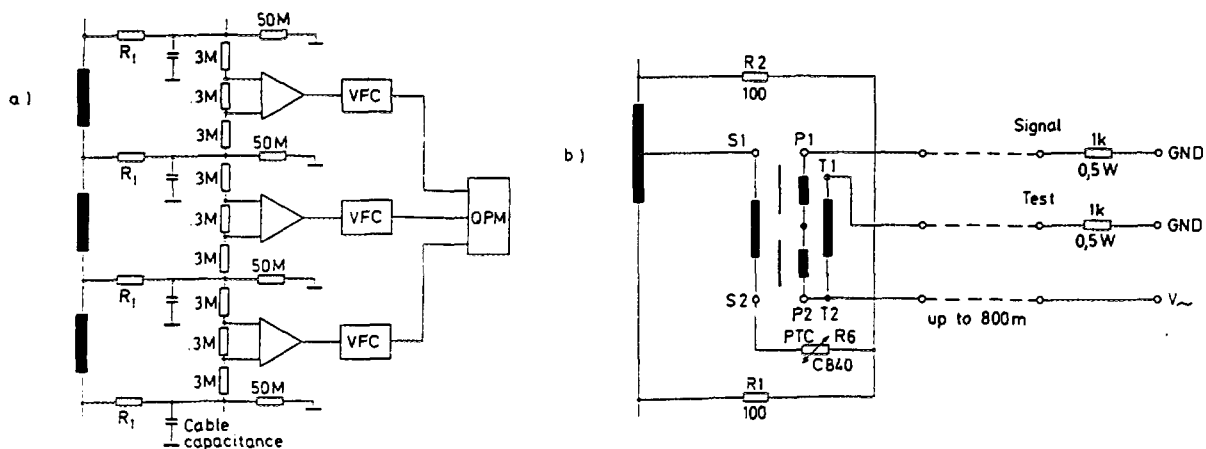 a)
50M
R1
3M
.3M
VFC
3M
50M
R1
3M
.3M
VFC
QPM
3M
50M
R1
3M
.3M
VFC
3M
50M
R1
Cable
capacitance
b)
R2
100
S1
P1
T1
Signal
1k
GND
0,5W
Test
1k
GND
0,5W
S2
P2
T2
V~
up to 800m
PTC
R6
C840
R1
100